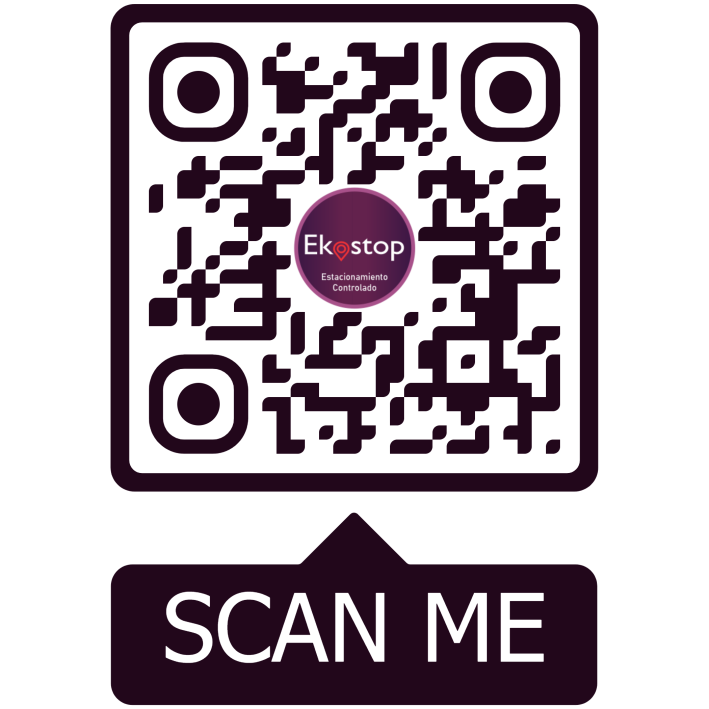 Ekostop
Estacionamiento
Controlado
SCAN ME